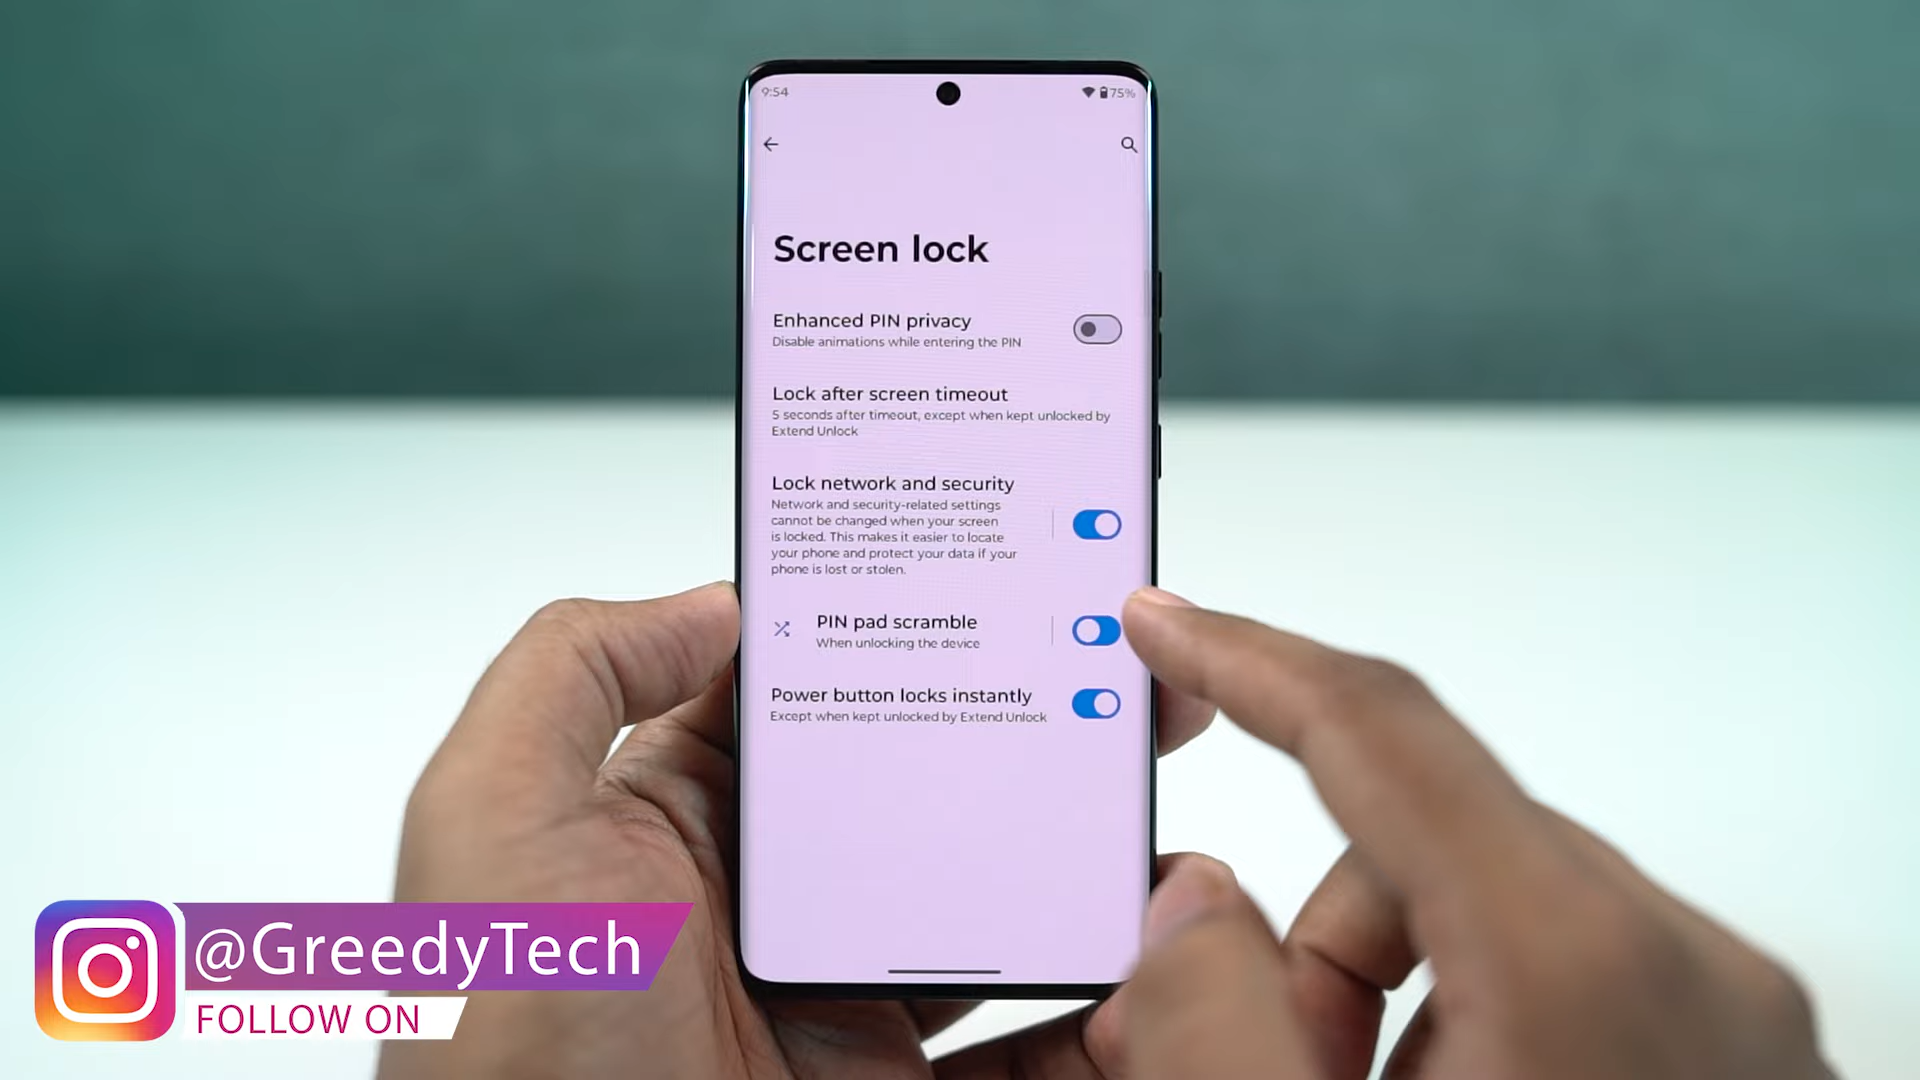 9:54
75%
Screen lock
Enhanced PIN privacy
Disable animations while entering the PIN
Lock after screen timeout
5 seconds after timeout, except when kept unlocked by
Extend Unlock
Lock network and security
Network and security-related settings
cannot be changed when your screen
is locked. This makes it easier to locate
your phone and protect your data if your
phone is lost or stolen.
PIN pad scramble
When unlocking the device
Power button locks instantly
Except when kept unlocked by Extend Unlock
@GreedyTech
FOLLOW ON